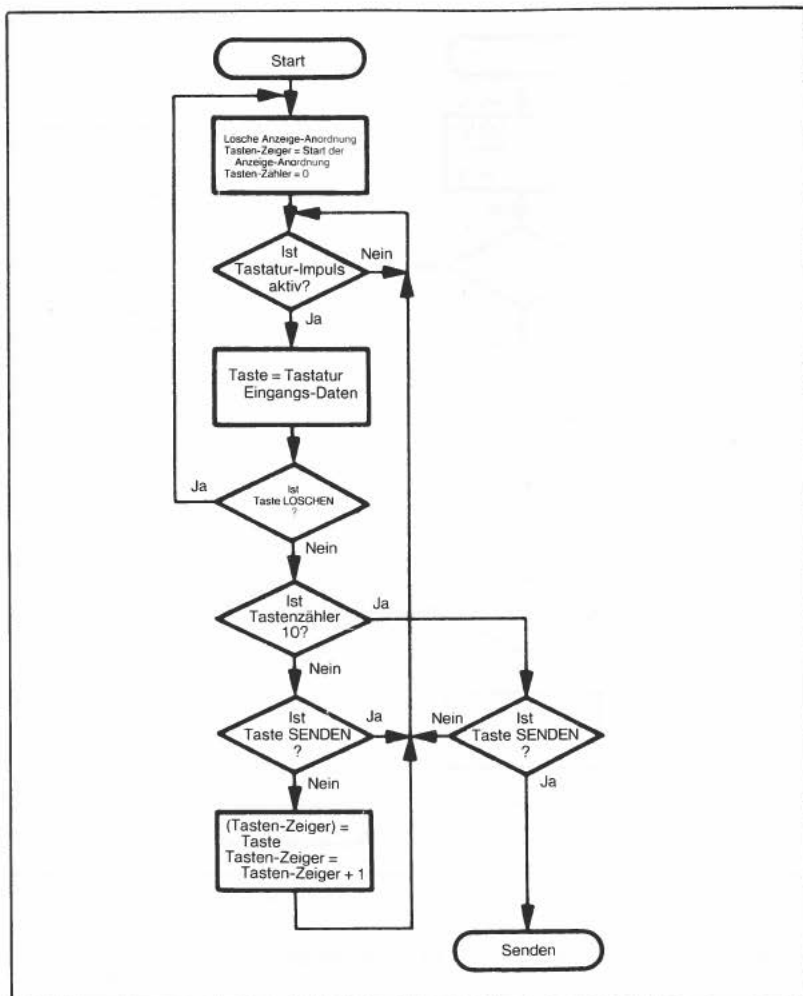 Start
Losche Anzeige-Anordnung
Tasten-Zeiger = Start der
Anzeige-Anordnung
Tasten-Zahler = 0
Ist
Tastatur-Impuls
aktiv?
Nein
Ja
Taste = Tastatur
Eingangs-Daten
Ist
Taste LOSCHEN
?
Ja
Nein
Ist
Tastenzähler
10?
Ja
Nein
Ist
Taste SENDEN
?
Ja
Nein
Ist
Taste SENDEN
?
Nein
Ja
(Tasten-Zeiger) =
Taste
Tasten-Zeiger =
Tasten-Zeiger + 1
Senden